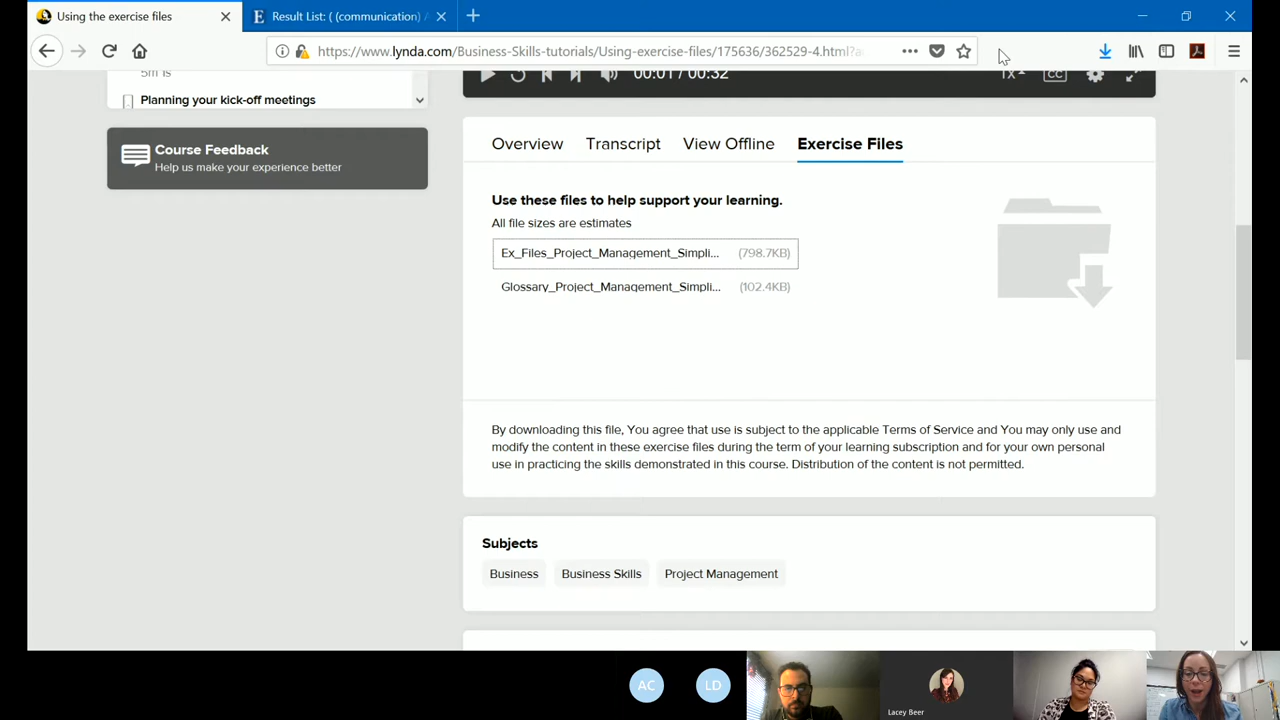 Using the exercise files
Result List: ( (communication) A
https://www.lynda.com/Business-Skills-tutorials/Using-exercise-files/175636/362529-4.html?a
5m 1s
00:01 / 00:32
1x
CC
Planning your kick-off meetings
Course Feedback
Help us make your experience better
Overview
Transcript
View Offline
Exercise Files
Use these files to help support your learning.
All file sizes are estimates
Ex_Files_Project_Management_Simpli... (798.7KB)
Glossary_Project_Management_Simpli... (102.4KB)
By downloading this file, You agree that use is subject to the applicable Terms of Service and You may only use and
modify the content in these exercise files during the term of your learning subscription and for your own personal
use in practicing the skills demonstrated in this course. Distribution of the content is not permitted.
Subjects
Business
Business Skills
Project Management
AC
LD
Lacey Beer